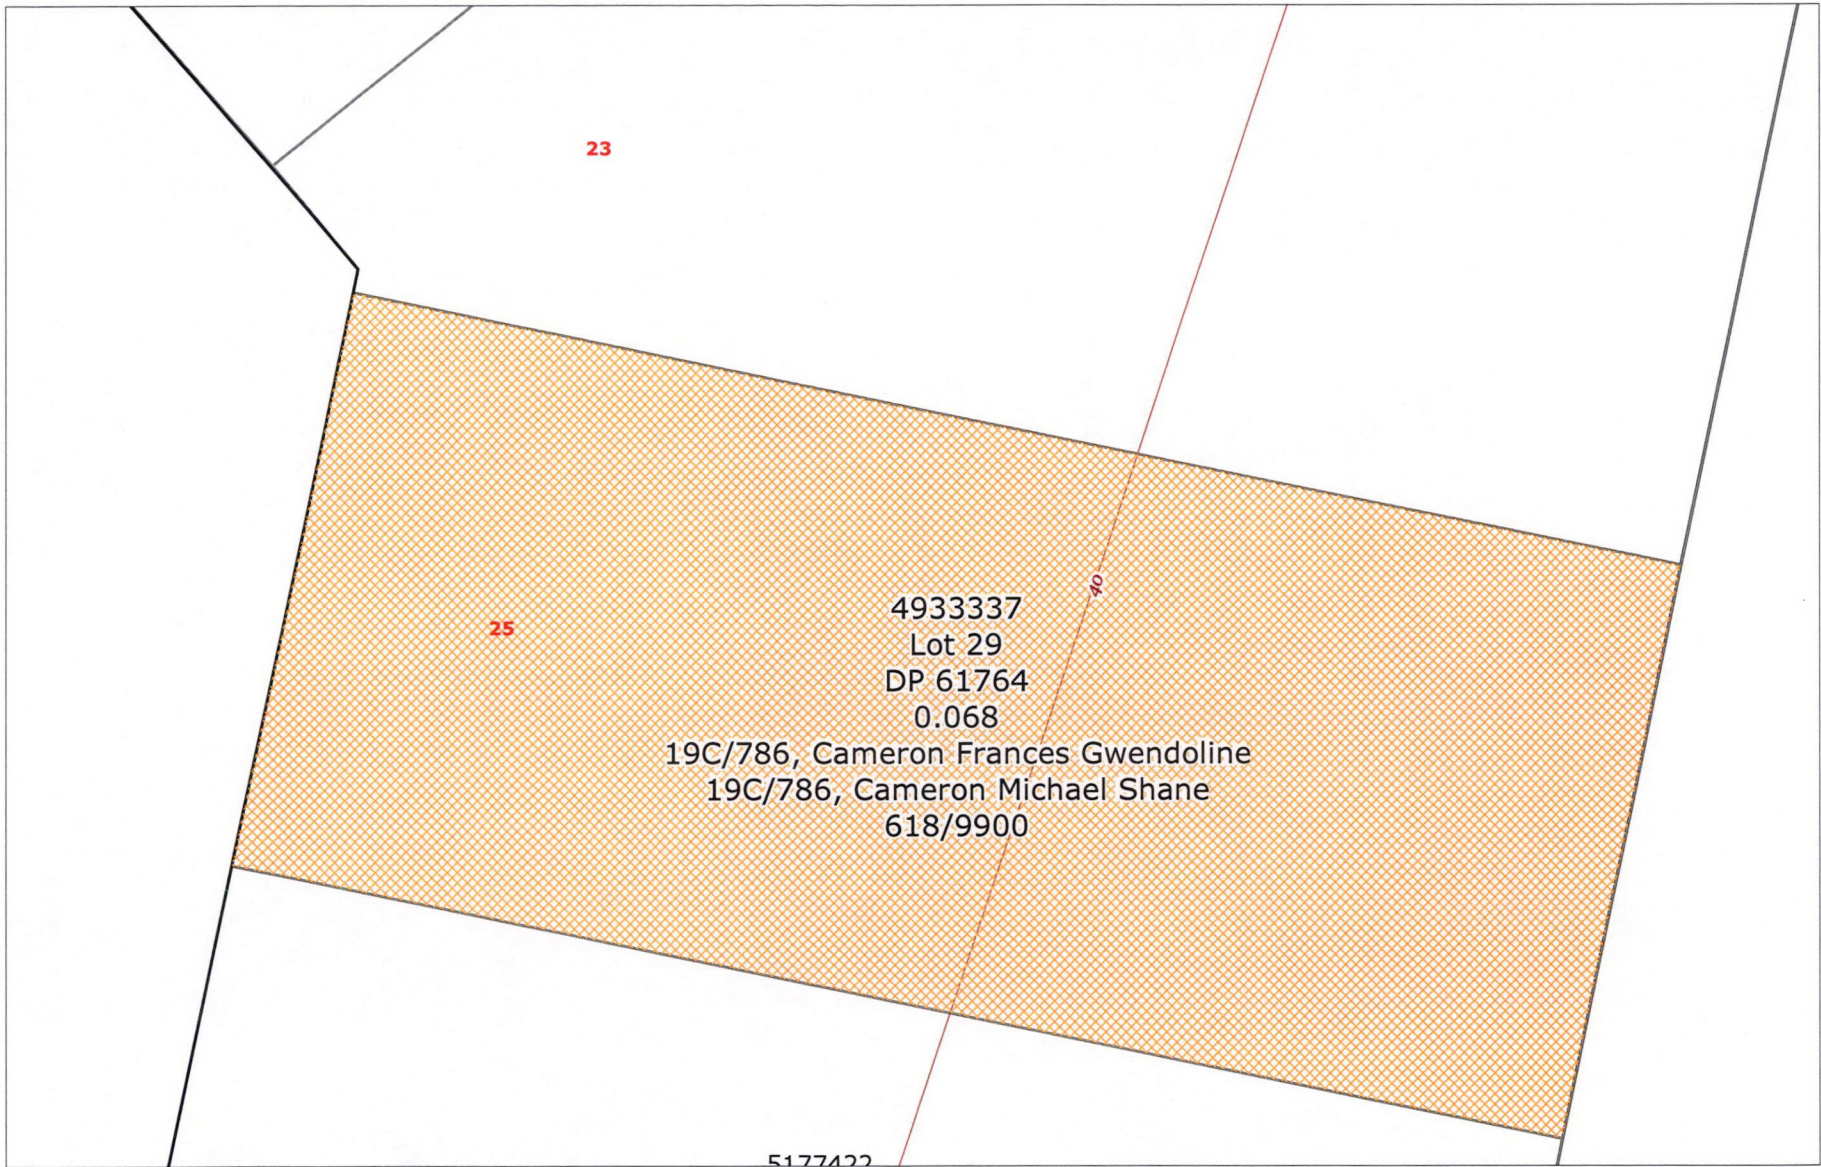 23
40
25
4933337
Lot 29
DP 61764
0.068
19C/786, Cameron Frances Gwendoline
19C/786, Cameron Michael Shane
618/9900
5177422